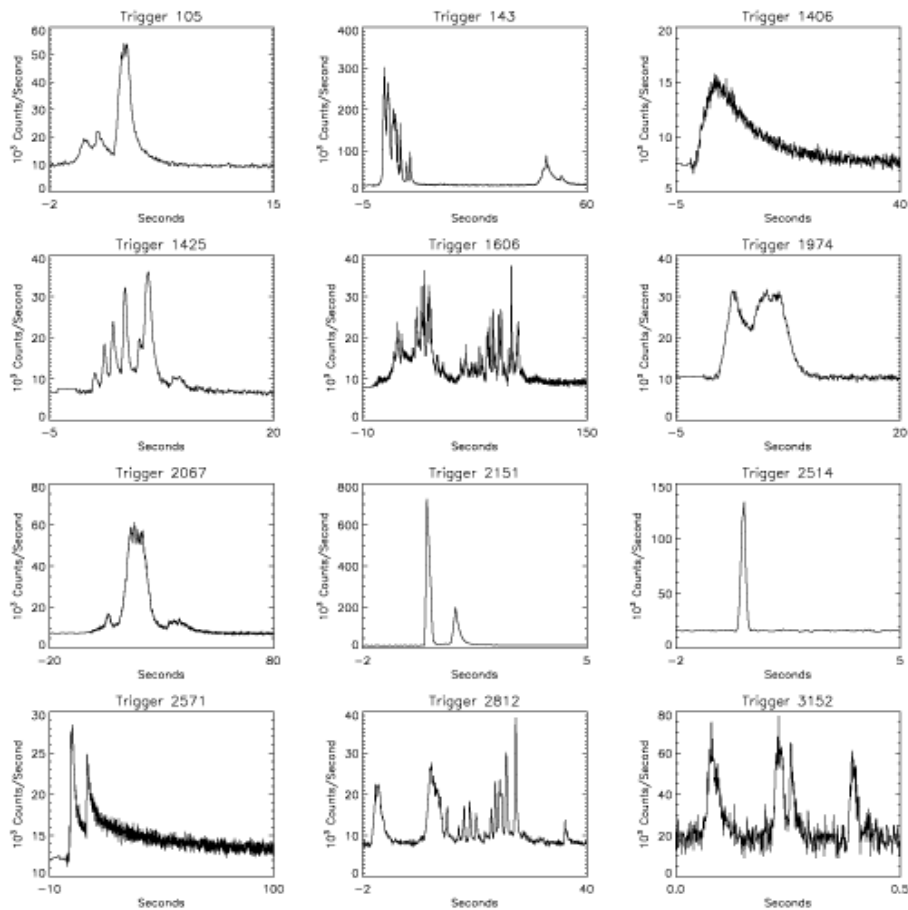 Trigger 105
10³ Counts/Second
60
50
40
30
20
10
0
-2
15
Seconds
Trigger 143
10³ Counts/Second
400
300
200
100
0
-5
60
Seconds
Trigger 1406
10³ Counts/Second
20
15
10
5
-5
40
Seconds
Trigger 1425
10³ Counts/Second
40
30
20
10
0
-5
20
Seconds
Trigger 1606
10³ Counts/Second
40
30
20
10
0
-10
150
Seconds
Trigger 1974
10³ Counts/Second
40
30
20
10
0
-5
20
Seconds
Trigger 2067
10³ Counts/Second
80
60
40
20
0
-20
80
Seconds
Trigger 2151
10³ Counts/Second
800
600
400
200
0
-2
5
Seconds
Trigger 2514
10³ Counts/Second
150
100
50
0
-2
5
Seconds
Trigger 2571
10³ Counts/Second
30
25
20
15
10
-10
100
Seconds
Trigger 2812
10³ Counts/Second
40
30
20
10
0
-2
40
Seconds
Trigger 3152
10³ Counts/Second
80
60
40
20
0
0.0
0.5
Seconds